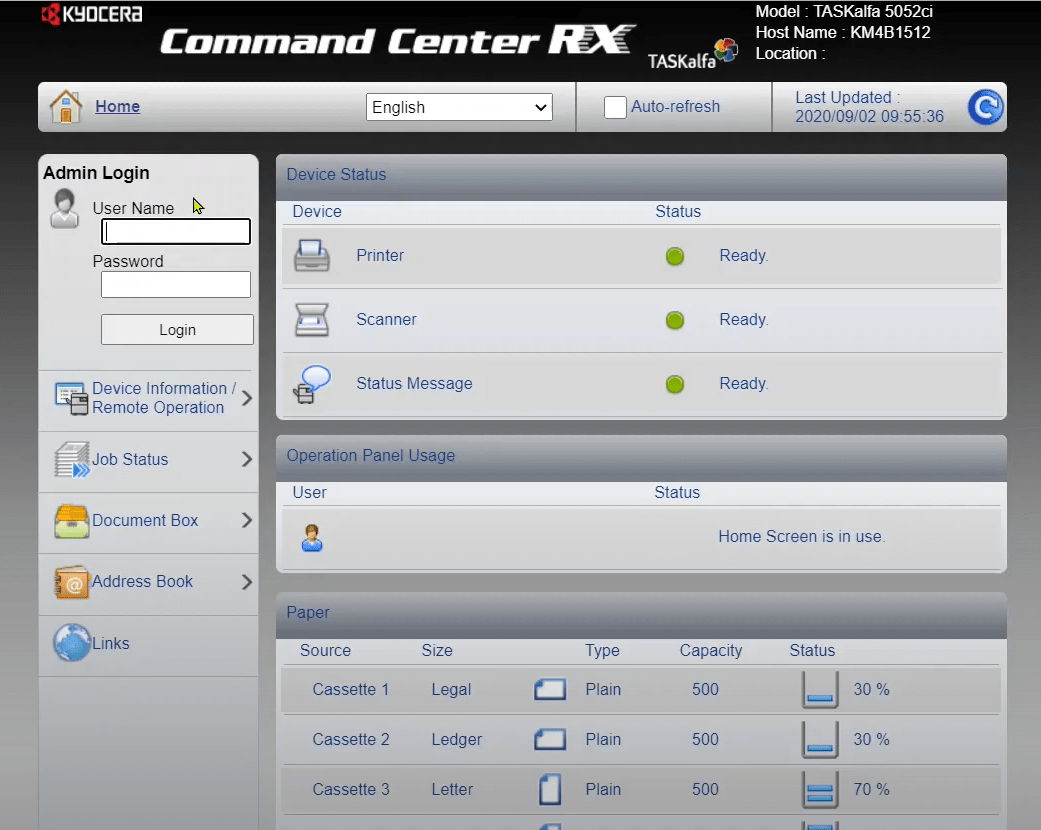 KYOCERA
Command Center RX
TASKalfa
Model : TASKalfa 5052ci
Host Name : KM4B1512
Location :
Home
English
Auto-refresh
Last Updated :
2020/09/02 09:55:36
Admin Login
User Name
Password
Login
Device Information /
Remote Operation
Job Status
Document Box
Address Book
Links
Device Status
Device Status
Printer Ready.
Scanner Ready.
Status Message Ready.
Operation Panel Usage
User Status
Home Screen is in use.
Paper
Source Size Type Capacity Status
Cassette 1 Legal Plain 500 30 %
Cassette 2 Ledger Plain 500 30 %
Cassette 3 Letter Plain 500 70 %